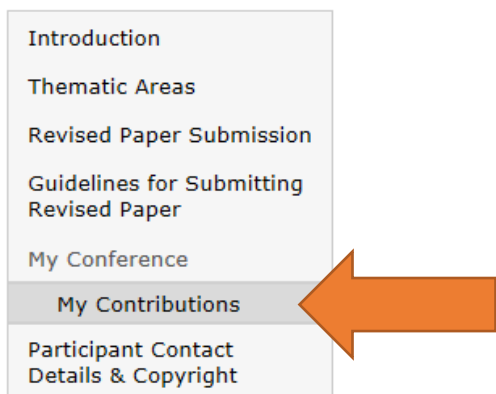 Introduction
Thematic Areas
Revised Paper Submission
Guidelines for Submitting
Revised Paper
My Conference
My Contributions
Participant Contact
Details & Copyright